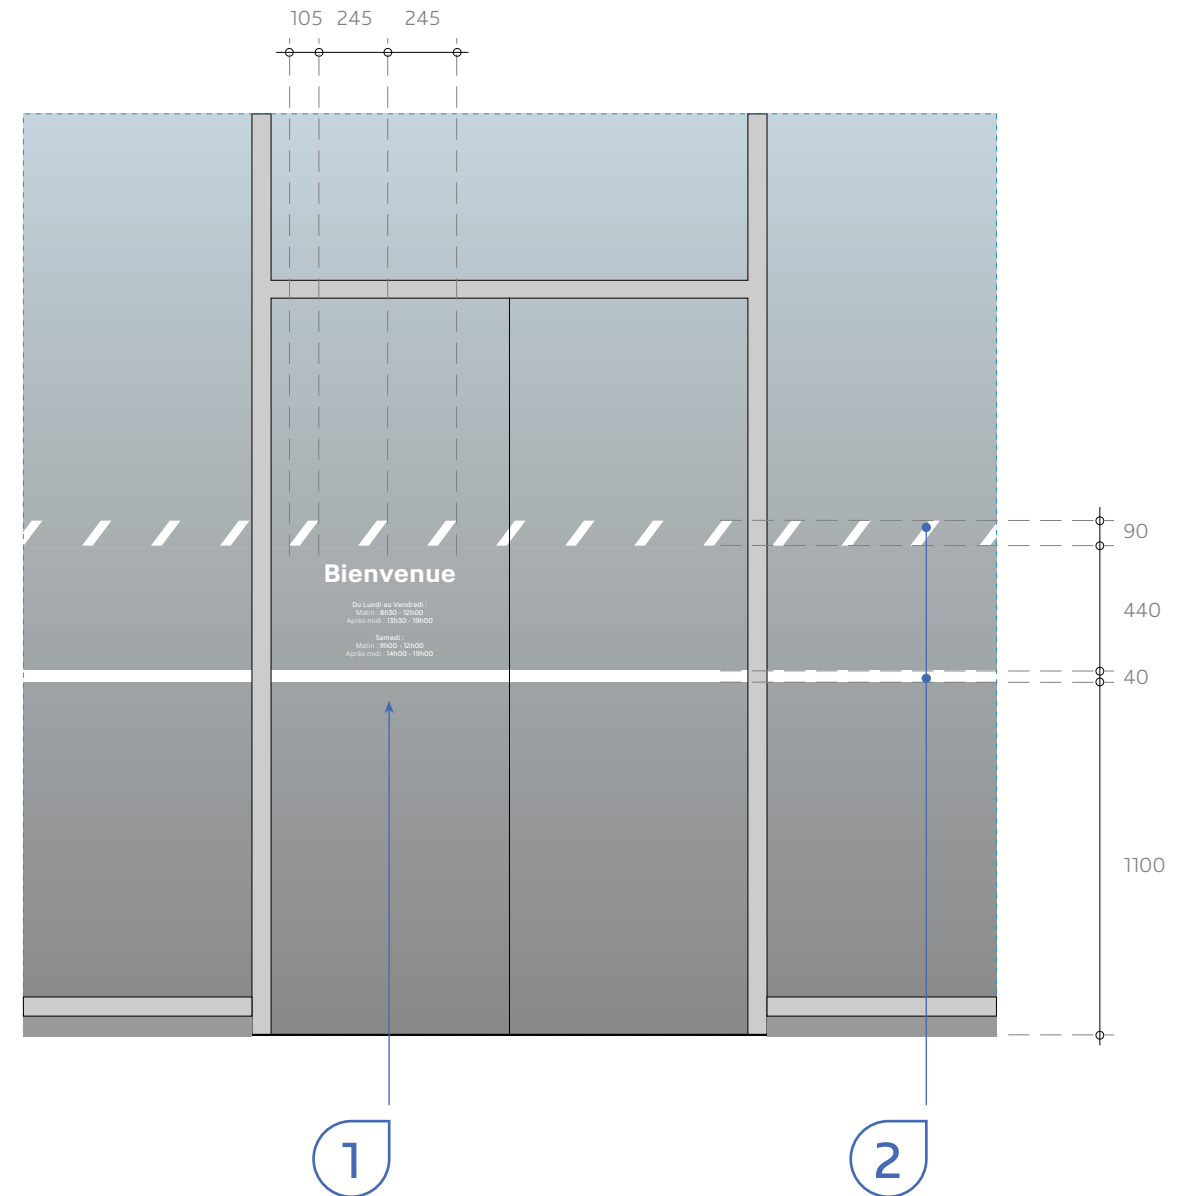 105 245 245
90
Bienvenue
Du Lundi au Vendredi :
Matin : 8h30 - 12h00
Après-midi : 13h30 - 19h00
440
Samedi :
Matin : 9h00 - 12h00
Après-midi : 14h00 - 19h00
40
1100
1 2